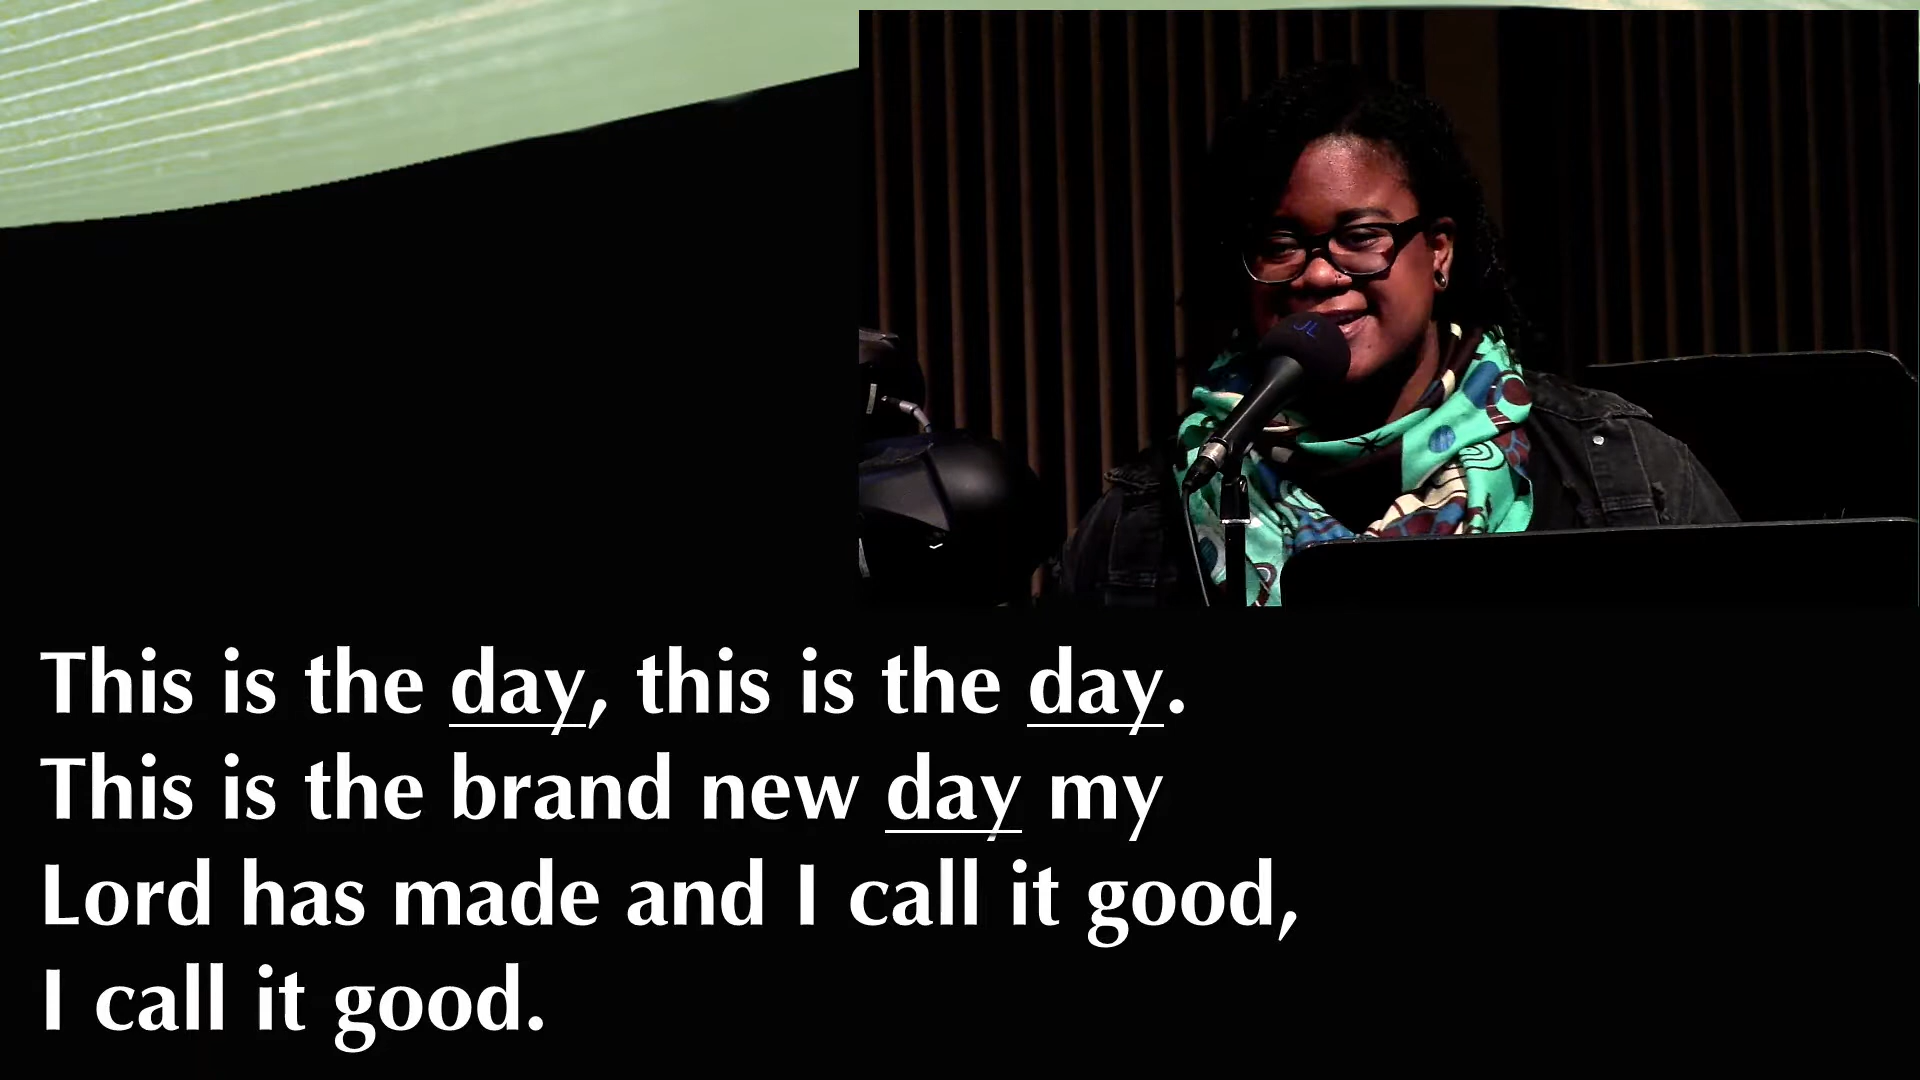 JL
This is the day, this is the day.
This is the brand new day my
Lord has made and I call it good,
I call it good.